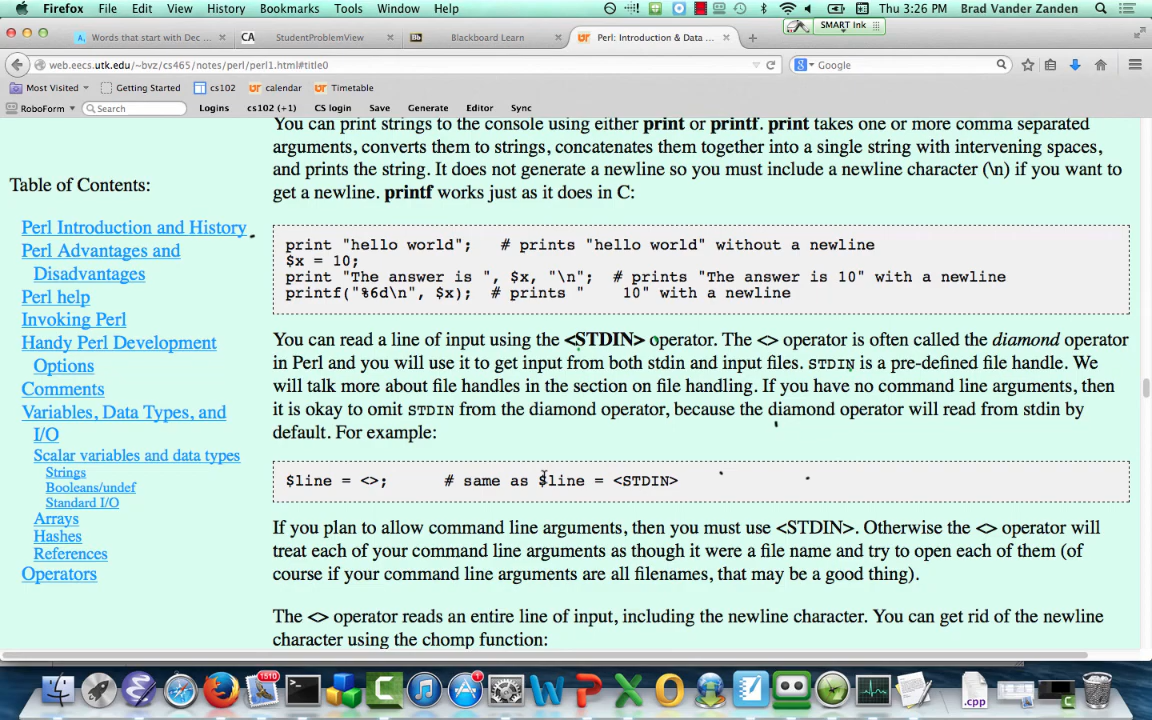 Firefox File Edit View History Bookmarks Tools Window Help Thu 3:26 PM Brad Vander Zanden
SMART Ink
Words that start with Dec ... CA StudentProblemView Bb Blackboard Learn Perl: Introduction & Data ...
web.eecs.utk.edu/~bvz/cs465/notes/perl/perl1.html#title0 Google
Most Visited Getting Started cs102 calendar Timetable
RoboForm Search Logins cs102 (+1) CS login Save Generate Editor Sync
You can print strings to the console using either print or printf. print takes one or more comma separated
arguments, converts them to strings, concatenates them together into a single string with intervening spaces,
and prints the string. It does not generate a newline so you must include a newline character (\n) if you want to
get a newline. printf works just as it does in C:
print "hello world"; # prints "hello world" without a newline
$x = 10;
print "The answer is ", $x, "\n"; # prints "The answer is 10" with a newline
printf("%6d\n", $x); # prints " 10" with a newline
You can read a line of input using the <STDIN> operator. The <> operator is often called the diamond operator
in Perl and you will use it to get input from both stdin and input files. STDIN is a pre-defined file handle. We
will talk more about file handles in the section on file handling. If you have no command line arguments, then
it is okay to omit STDIN from the diamond operator, because the diamond operator will read from stdin by
default. For example:
$line = <>; # same as $line = <STDIN>
If you plan to allow command line arguments, then you must use <STDIN>. Otherwise the <> operator will
treat each of your command line arguments as though it were a file name and try to open each of them (of
course if your command line arguments are all filenames, that may be a good thing).
The <> operator reads an entire line of input, including the newline character. You can get rid of the newline
character using the chomp function:
Table of Contents:
Perl Introduction and History
Perl Advantages and
Disadvantages
Perl help
Invoking Perl
Handy Perl Development
Options
Comments
Variables, Data Types, and
I/O
Scalar variables and data types
Strings
Booleans/undef
Standard I/O
Arrays
Hashes
References
Operators
1510
.cpp